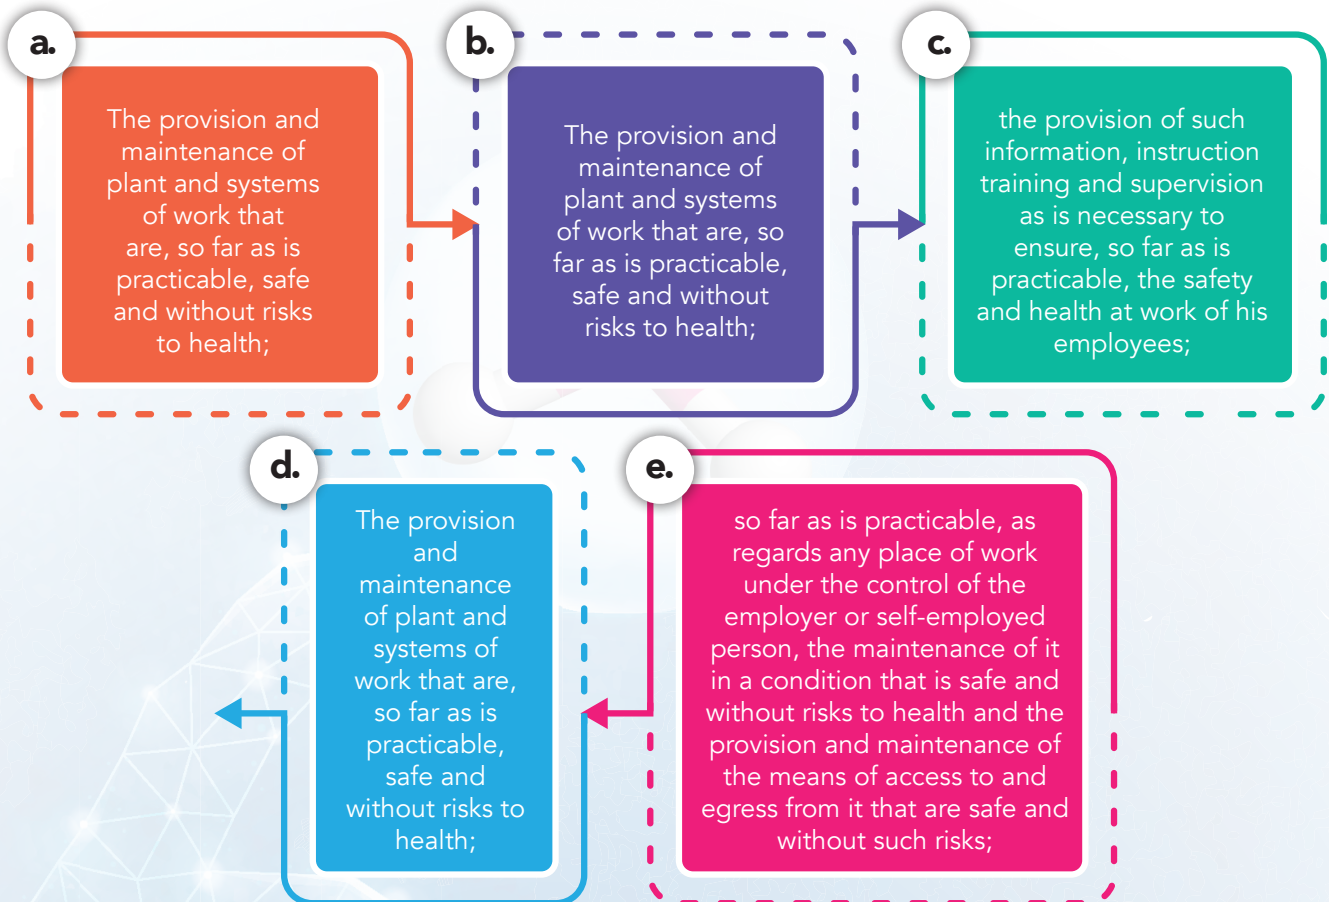 a.
The provision and
maintenance of
plant and systems
of work that
are, so far as is
practicable, safe
and without risks
to health;
b.
The provision and
maintenance of
plant and systems
of work that are, so
far as is practicable,
safe and without
risks to health;
c.
the provision of such
information, instruction
training and supervision
as is necessary to
ensure, so far as is
practicable, the safety
and health at work of his
employees;
d.
The provision
and
maintenance
of plant and
systems of
work that are,
so far as is
practicable,
safe and
without risks to
health;
e.
so far as is practicable, as
regards any place of work
under the control of the
employer or self-employed
person, the maintenance of it
in a condition that is safe and
without risks to health and the
provision and maintenance of
the means of access to and
egress from it that are safe and
without such risks;